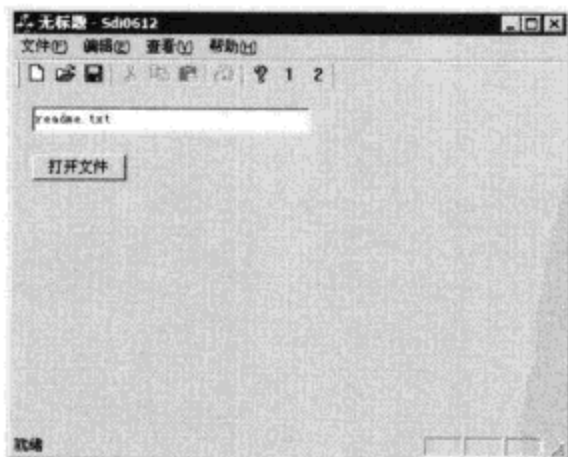 无标题 - Sdi0612
文件(F) 编辑(E) 查看(V) 帮助(H)
1 2
readme.txt
打开文件
就绪